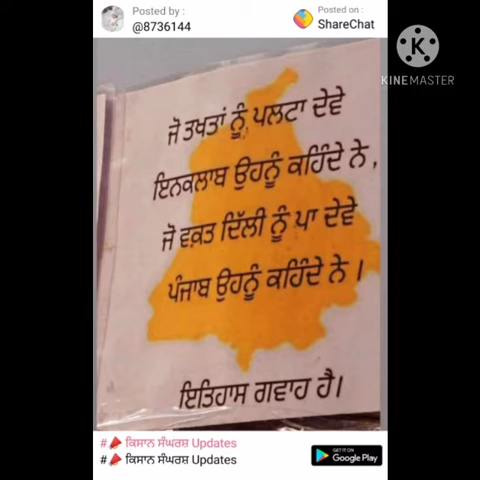 Posted by :
@8736144
Posted on :
ShareChat
KINEMASTER
ਜੋ ਤਖਤਾਂ ਨੂੰ ਪਲਟਾ ਦੇਵੇ
ਇਨਕਲਾਬ ਉਹਨੂੰ ਕਹਿੰਦੇ ਨੇ,
ਜੋ ਵਕ਼ਤ ਦਿੱਲੀ ਨੂੰ ਪਾ ਦੇਵੇ
ਪੰਜਾਬ ਉਹਨੂੰ ਕਹਿੰਦੇ ਨੇ।
ਇਤਿਹਾਸ ਗਵਾਹ ਹੈ।
# ਕਿਸਾਨ ਸੰਘਰਸ਼ Updates
# ਕਿਸਾਨ ਸੰਘਰਸ਼ Updates
GET IT ON
Google Play